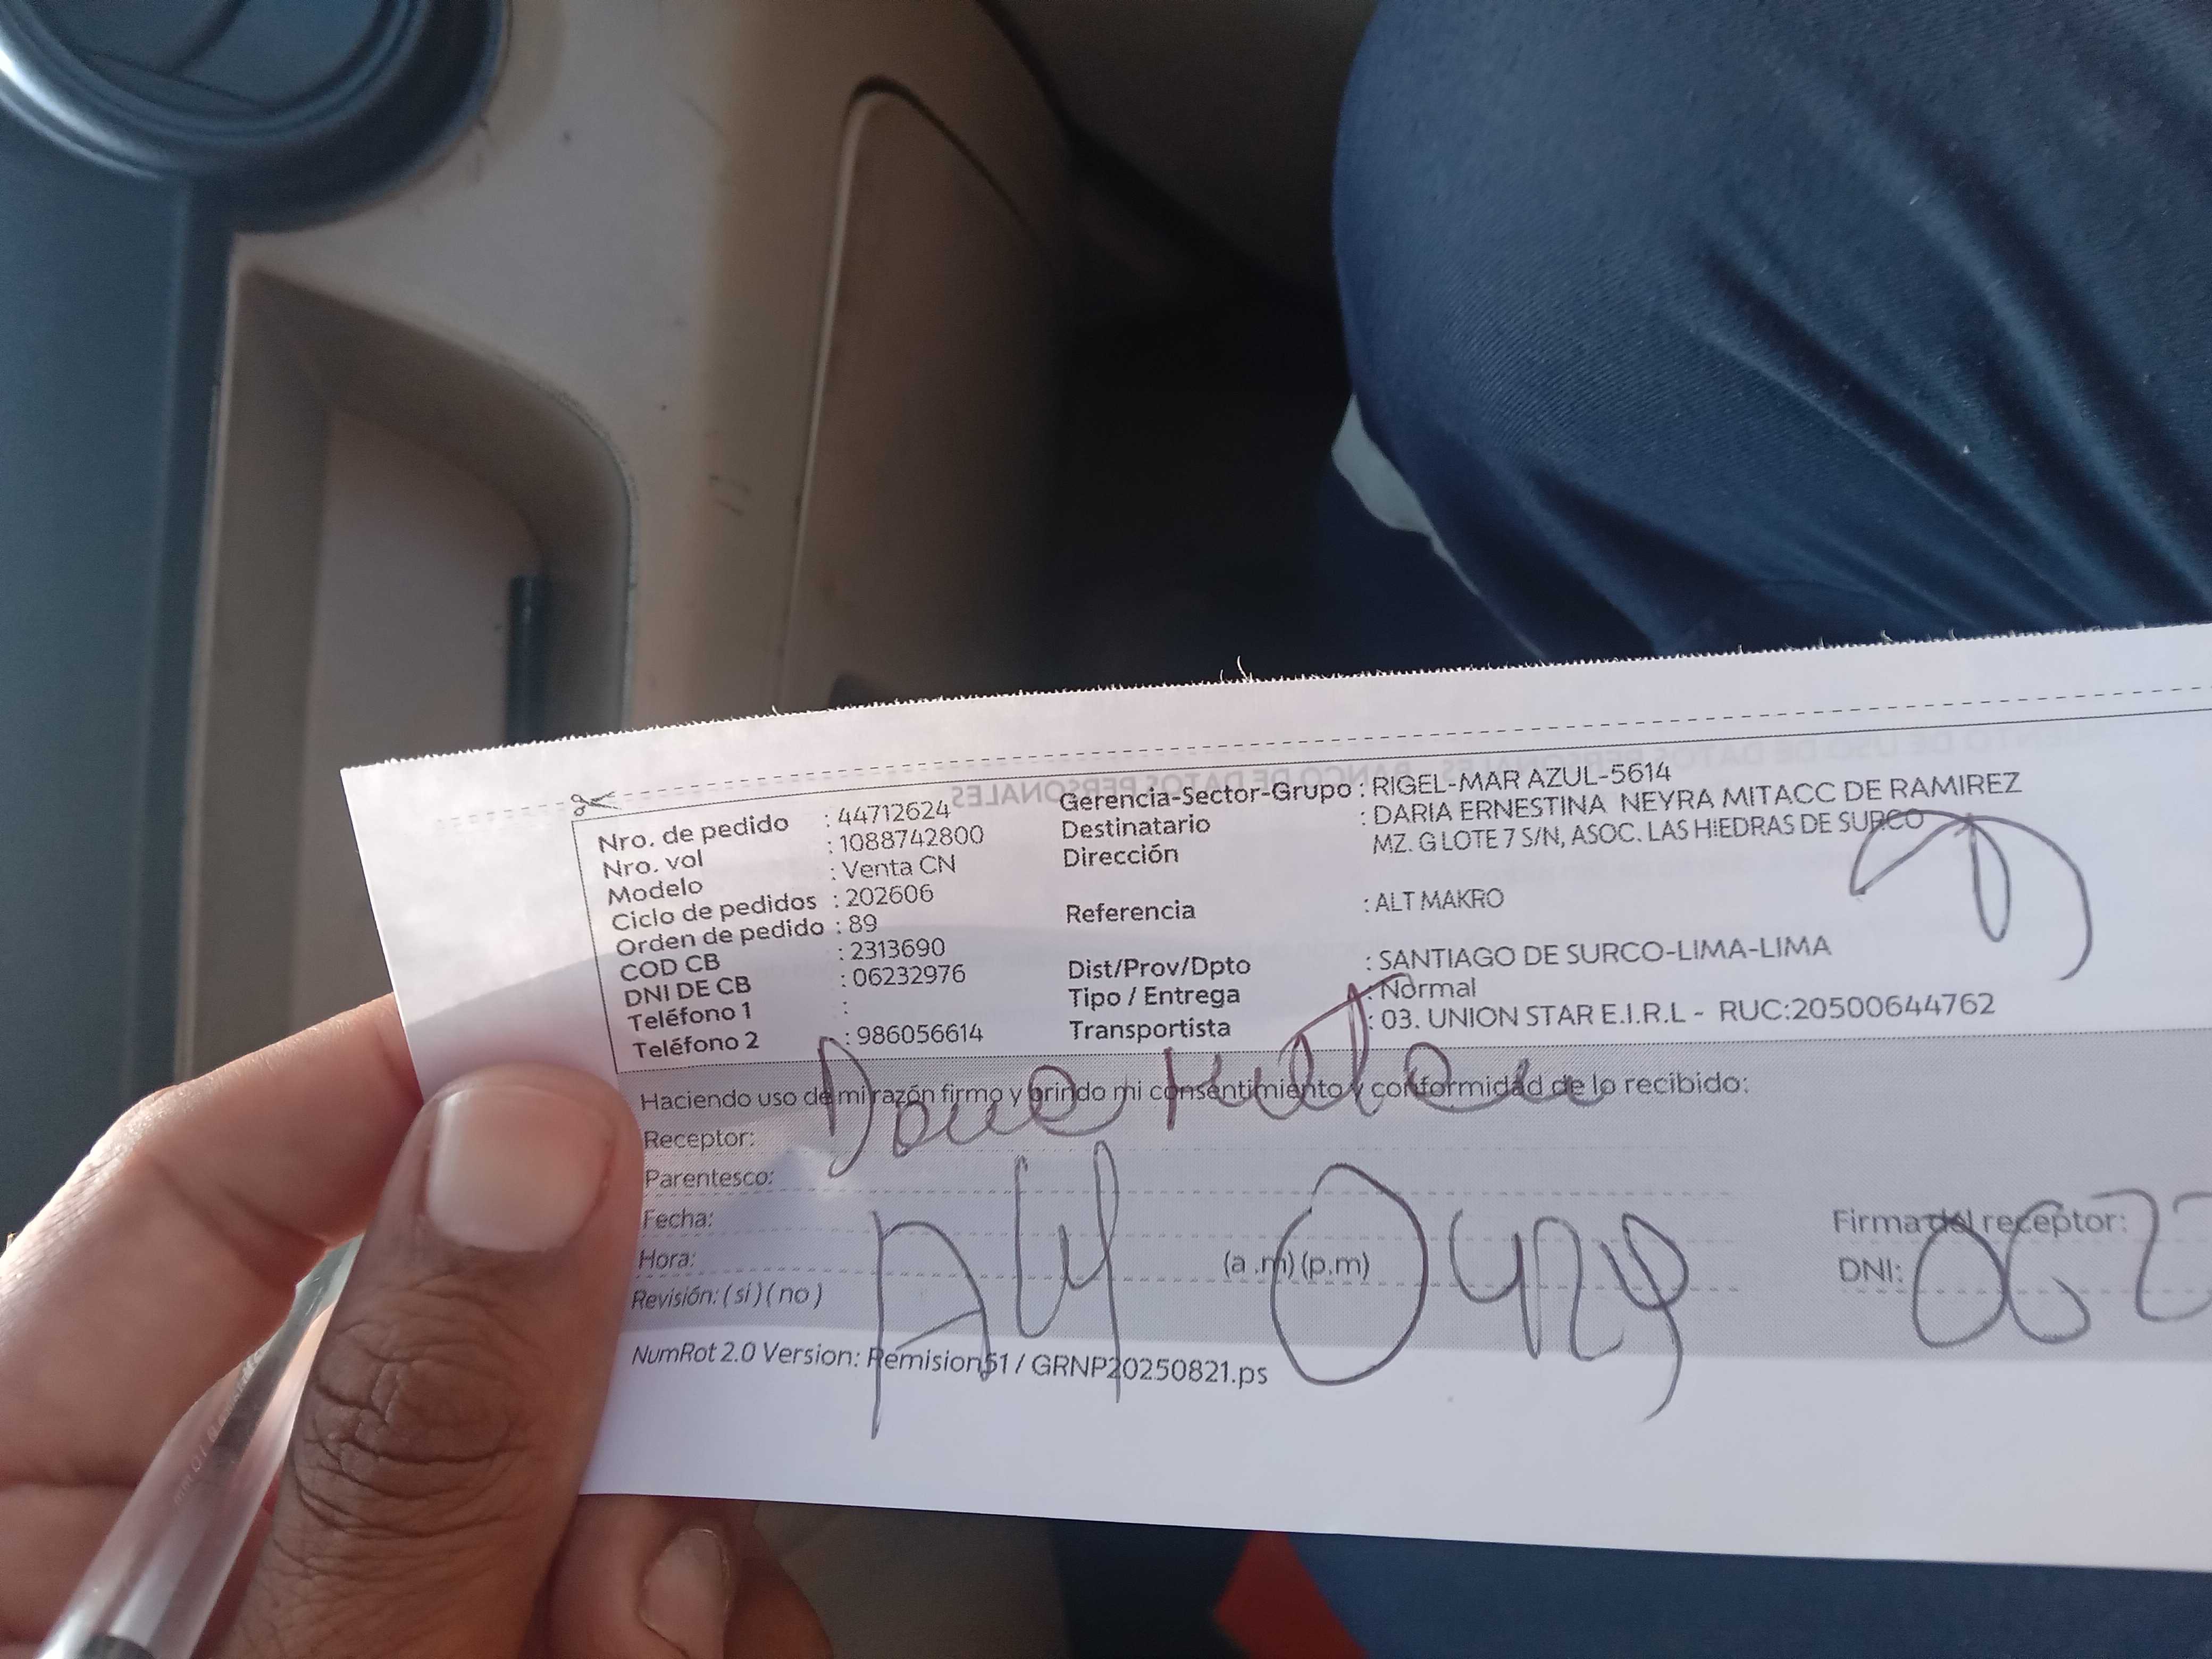 Nro. de pedido : 44712624
Nro. vol : 1088742800
Modelo : Venta CN
Ciclo de pedidos : 202606
Orden de pedido : 89
COD CB : 2313690
DNI DE CB : 06232976
Teléfono 1 :
Teléfono 2 : 986056614
Gerencia-Sector-Grupo : RIGEL-MAR AZUL-5614
Destinatario : DARIA ERNESTINA NEYRA MITACC DE RAMIREZ
Dirección MZ. G LOTE 7 S/N, ASOC. LAS HIEDRAS DE SURCO
Referencia : ALT MAKRO
Dist/Prov/Dpto : SANTIAGO DE SURCO-LIMA-LIMA
Tipo / Entrega : Normal
Transportista : 03. UNION STAR E.I.R.L - RUC:20500644762
Haciendo uso de mi razón firmo y brindo mi consentimiento y conformidad de lo recibido:
Receptor:
Parentesco:
Fecha:
Hora: (a .m) (p.m)
Revisión: ( si ) ( no )
Firma del receptor:
DNI:
NumRot 2.0 Version: Remision51 / GRNP20250821.ps